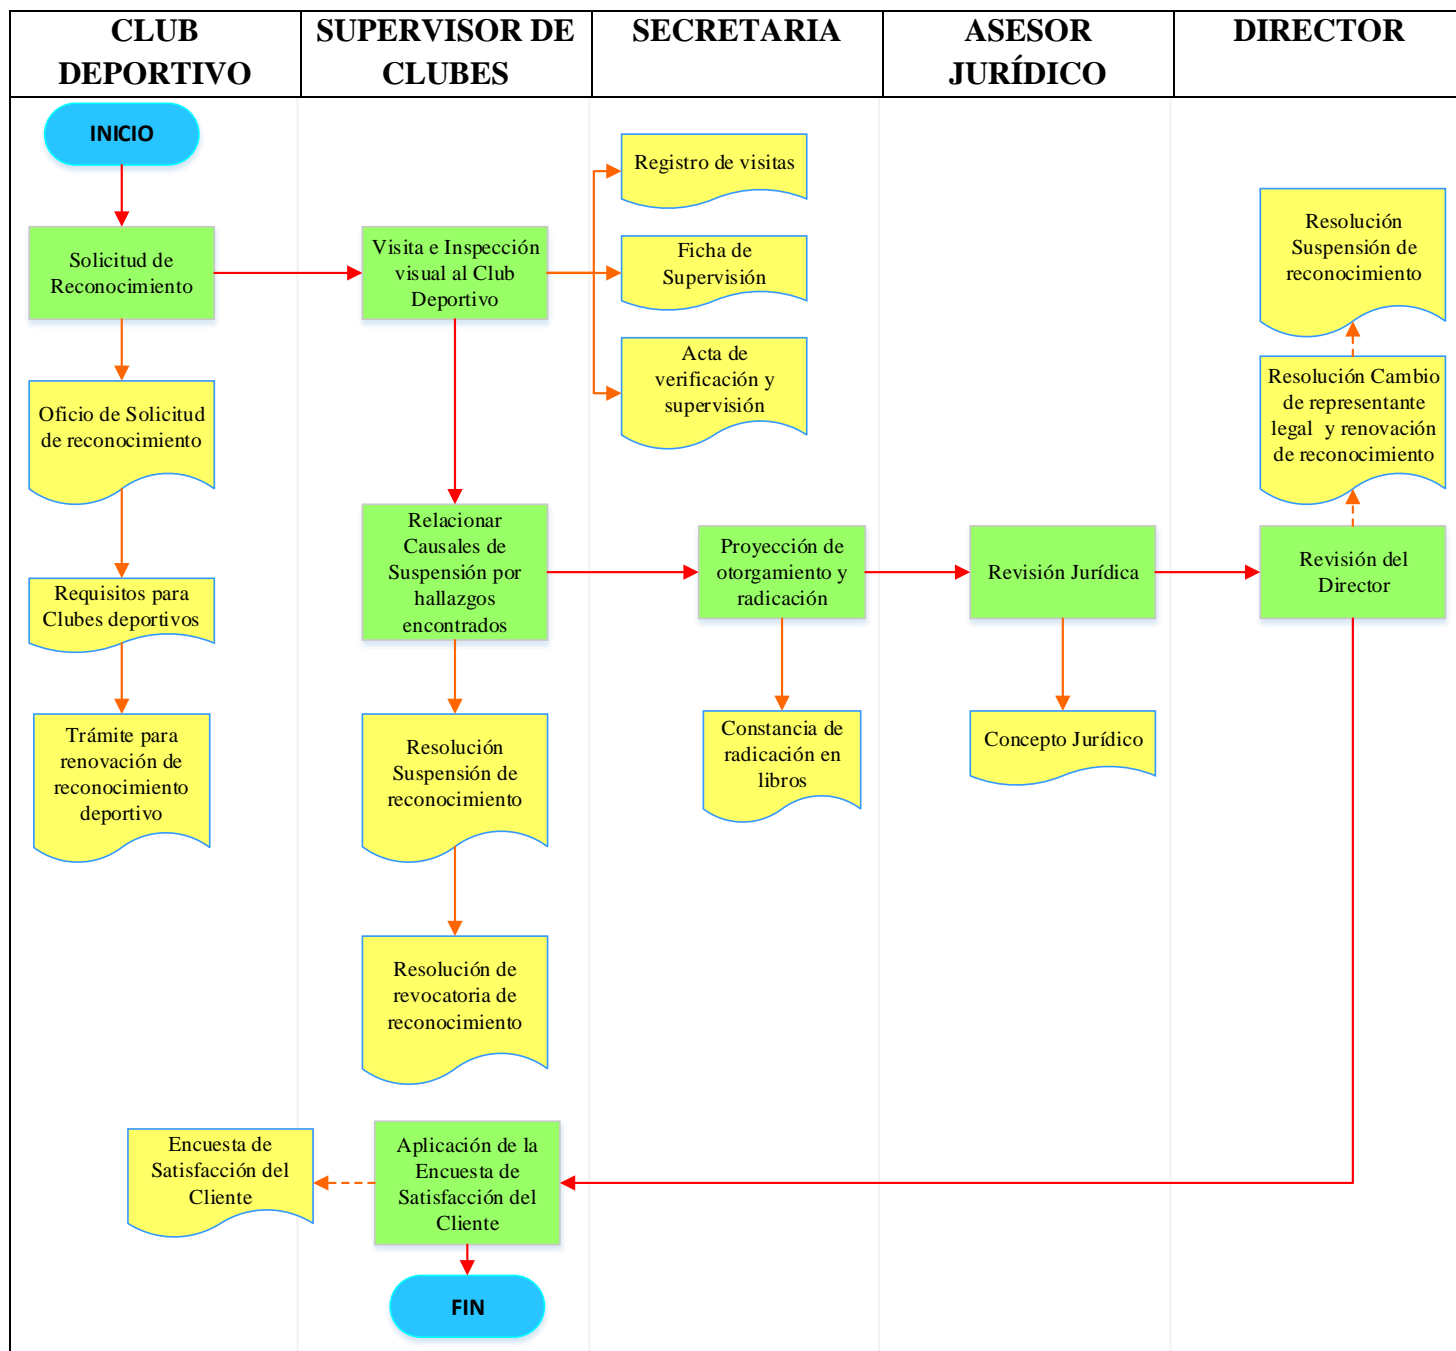 CLUB
DEPORTIVO
SUPERVISOR DE
CLUBES
SECRETARIA
ASESOR
JURÍDICO
DIRECTOR
INICIO
Solicitud de
Reconocimiento
Oficio de Solicitud
de reconocimiento
Requisitos para
Clubes deportivos
Trámite para
renovación de
reconocimiento
deportivo
Visita e Inspección
visual al Club
Deportivo
Registro de visitas
Ficha de
Supervisión
Acta de
verificación y
supervisión
Relacionar
Causales de
Suspensión por
hallazgos
encontrados
Resolución
Suspensión de
reconocimiento
Resolución de
revocatoria de
reconocimiento
Proyección de
otorgamiento y
radicación
Constancia de
radicación en
libros
Revisión Jurídica
Concepto Jurídico
Resolución
Suspensión de
reconocimiento
Resolución Cambio
de representante
legal y renovación
de reconocimiento
Revisión del
Director
Encuesta de
Satisfacción del
Cliente
Aplicación de la
Encuesta de
Satisfacción del
Cliente
FIN